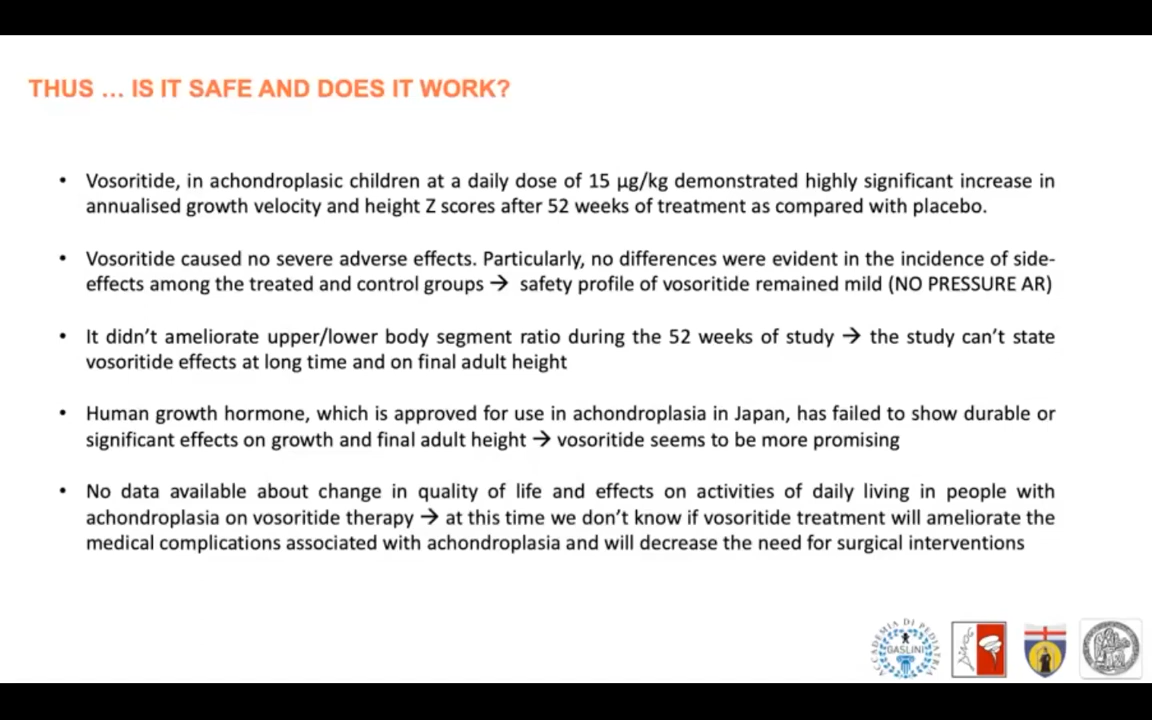 THUS ... IS IT SAFE AND DOES IT WORK?
• Vosoritide, in achondroplasic children at a daily dose of 15 µg/kg demonstrated highly significant increase in
annualised growth velocity and height Z scores after 52 weeks of treatment as compared with placebo.
• Vosoritide caused no severe adverse effects. Particularly, no differences were evident in the incidence of side-
effects among the treated and control groups → safety profile of vosoritide remained mild (NO PRESSURE AR)
• It didn't ameliorate upper/lower body segment ratio during the 52 weeks of study → the study can't state
vosoritide effects at long time and on final adult height
• Human growth hormone, which is approved for use in achondroplasia in Japan, has failed to show durable or
significant effects on growth and final adult height → vosoritide seems to be more promising
• No data available about change in quality of life and effects on activities of daily living in people with
achondroplasia on vosoritide therapy → at this time we don't know if vosoritide treatment will ameliorate the
medical complications associated with achondroplasia and will decrease the need for surgical interventions
ACCADEMIA DI PEDIATRIA
GASLINI